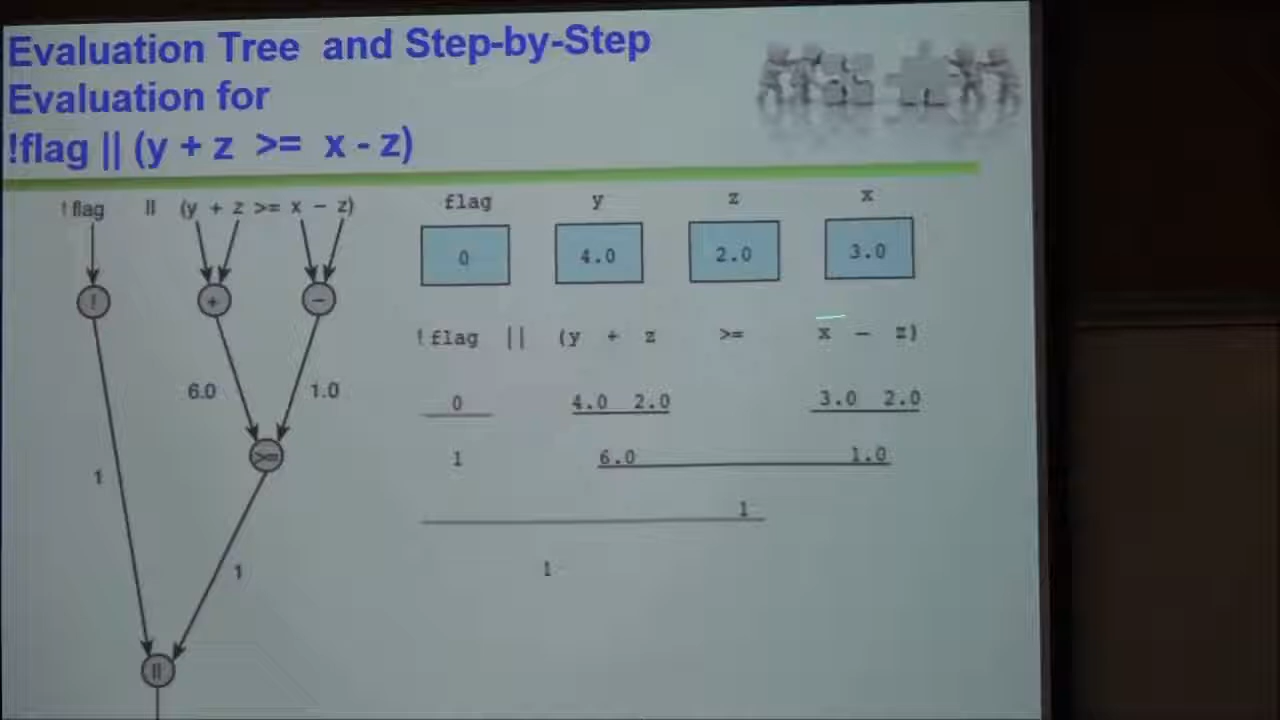 Evaluation Tree and Step-by-Step
Evaluation for
!flag || (y + z >= x - z)
!flag || (y + z >= x - z)
! + -
6.0 1.0
>=
1
1
||
flag y z x
0 4.0 2.0 3.0
!flag || (y + z >= x - z)
0 4.0 2.0 3.0 2.0
1 6.0 1.0
1
1